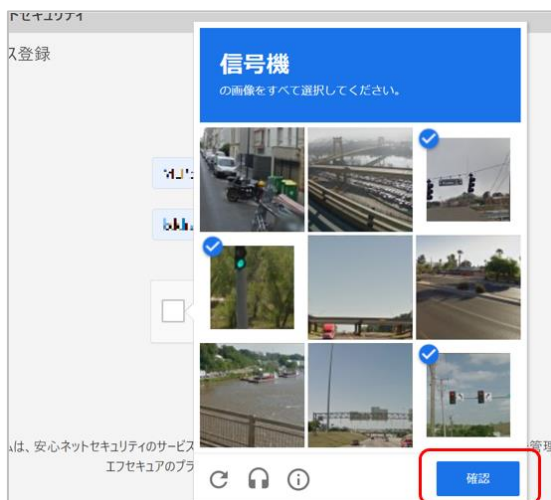 トセキュリティ
ス登録
信号機
の画像をすべて選択してください。
ムは、安心ネットセキュリティのサービス
管理
エフセキュアのプラ
確認